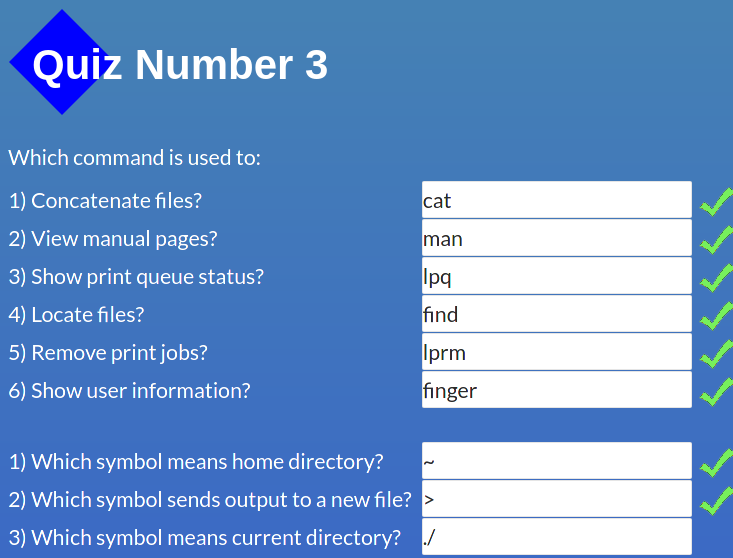 Quiz Number 3
Which command is used to:
1) Concatenate files? cat
2) View manual pages? man
3) Show print queue status? lpq
4) Locate files? find
5) Remove print jobs? lprm
6) Show user information? finger
1) Which symbol means home directory? ~
2) Which symbol sends output to a new file? >
3) Which symbol means current directory? ./